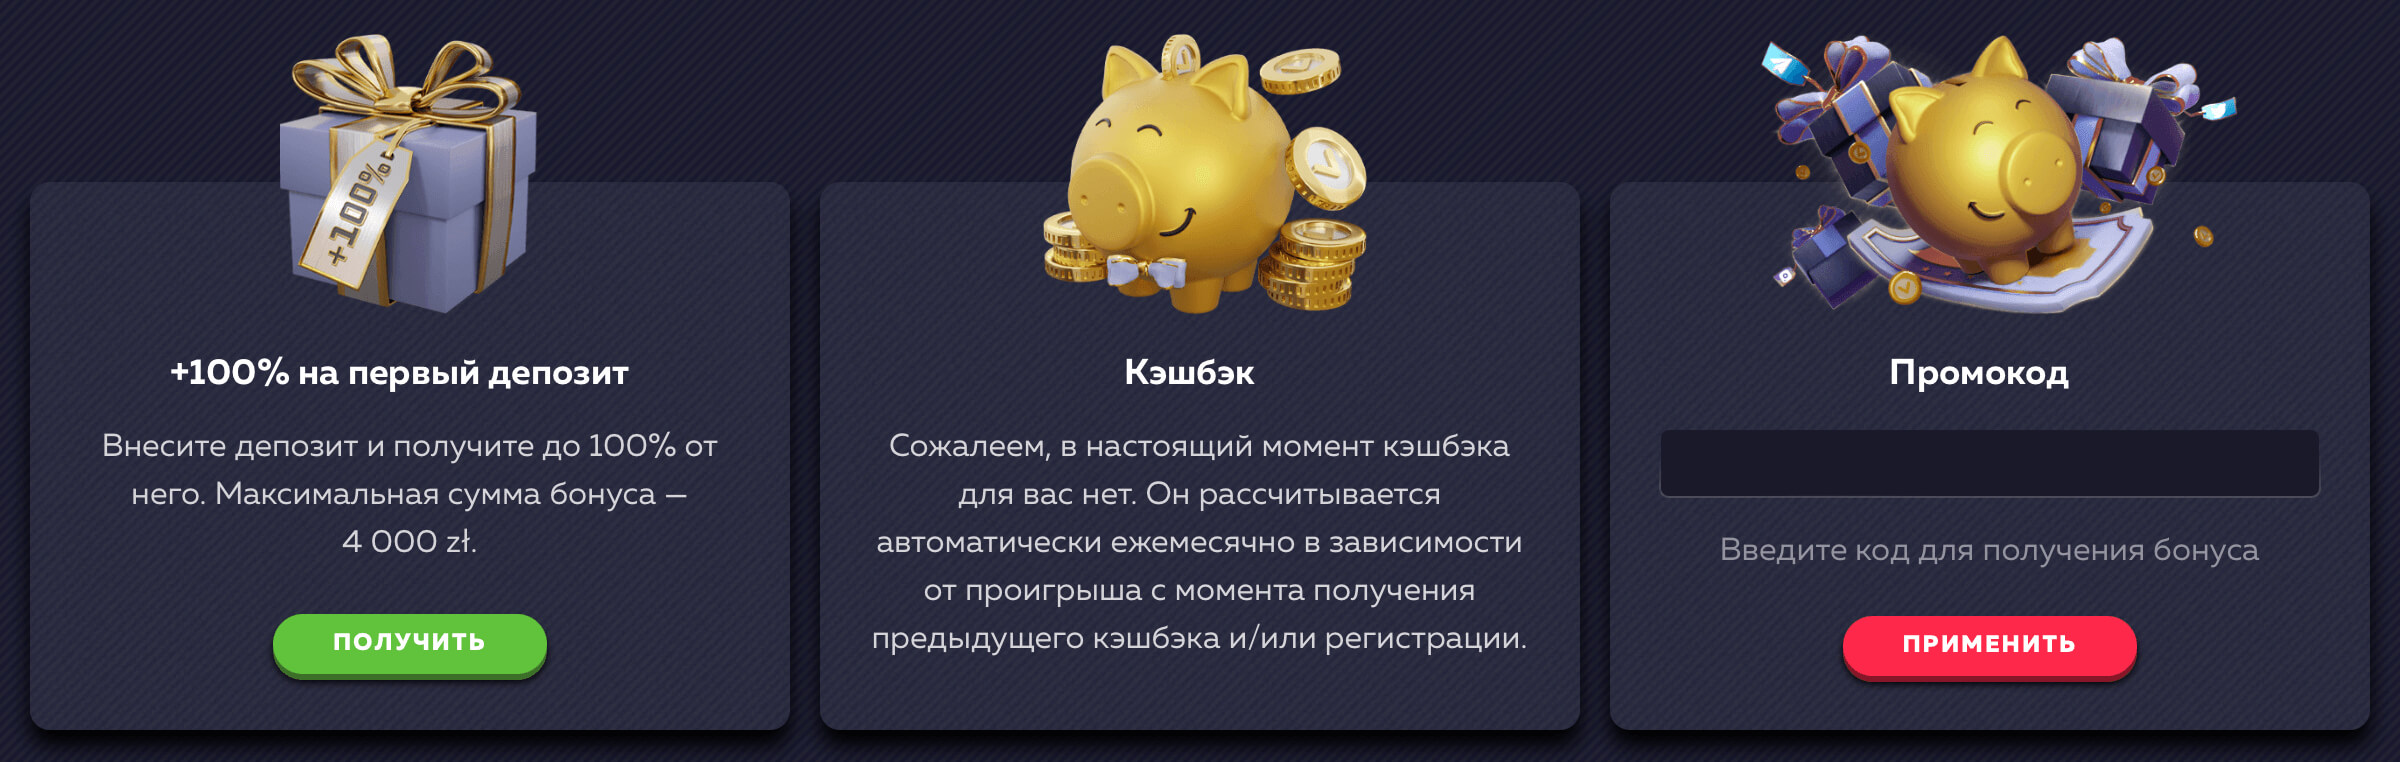 +100%
+100% на первый депозит
Внесите депозит и получите до 100% от
него. Максимальная сумма бонуса —
4 000 zł.
ПОЛУЧИТЬ
Кэшбэк
Сожалеем, в настоящий момент кэшбэка
для вас нет. Он рассчитывается
автоматически ежемесячно в зависимости
от проигрыша с момента получения
предыдущего кэшбэка и/или регистрации.
Промокод
Введите код для получения бонуса
ПРИМЕНИТЬ